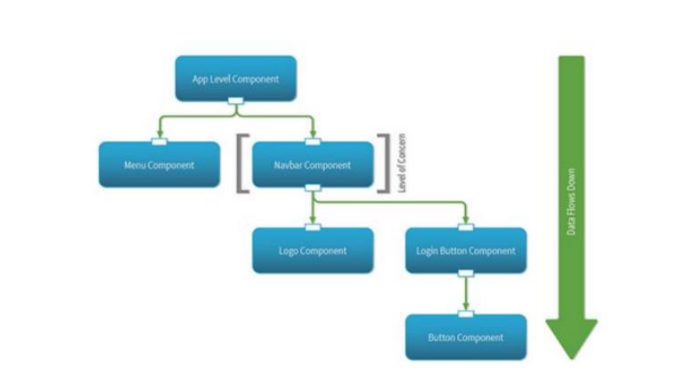 App Level Component
Menu Component
Navbar Component
Level of Concern
Logo Component
Login Button Component
Button Component
Data Flows Down